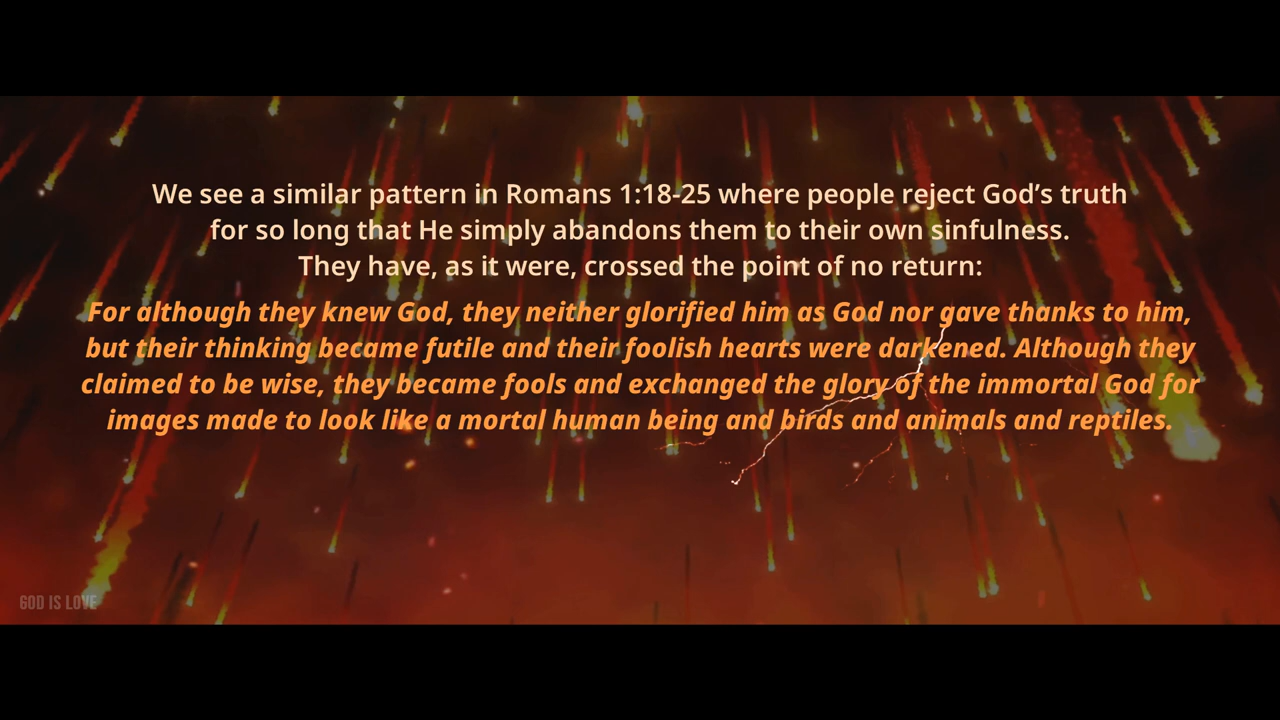 We see a similar pattern in Romans 1:18-25 where people reject God’s truth
for so long that He simply abandons them to their own sinfulness.
They have, as it were, crossed the point of no return:
For although they knew God, they neither glorified him as God nor gave thanks to him,
but their thinking became futile and their foolish hearts were darkened. Although they
claimed to be wise, they became fools and exchanged the glory of the immortal God for
images made to look like a mortal human being and birds and animals and reptiles.
GOD IS LOVE